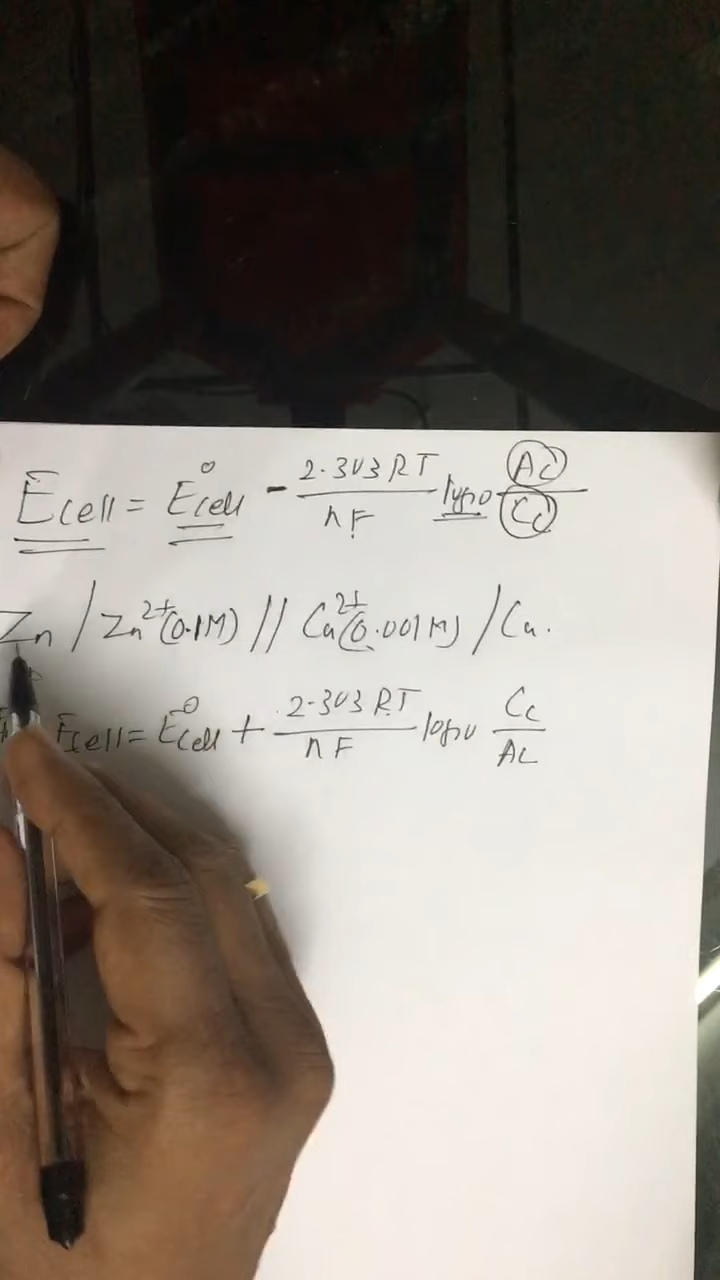 Ecell = E°cell - 2.303 RT / nF log10 Ac / Cc
Zn / Zn2+ (0.1M) // Cu2+ (0.001M) / Cu.
Ecell = E°cell + 2.303 RT / nF log10 Cc / Ac